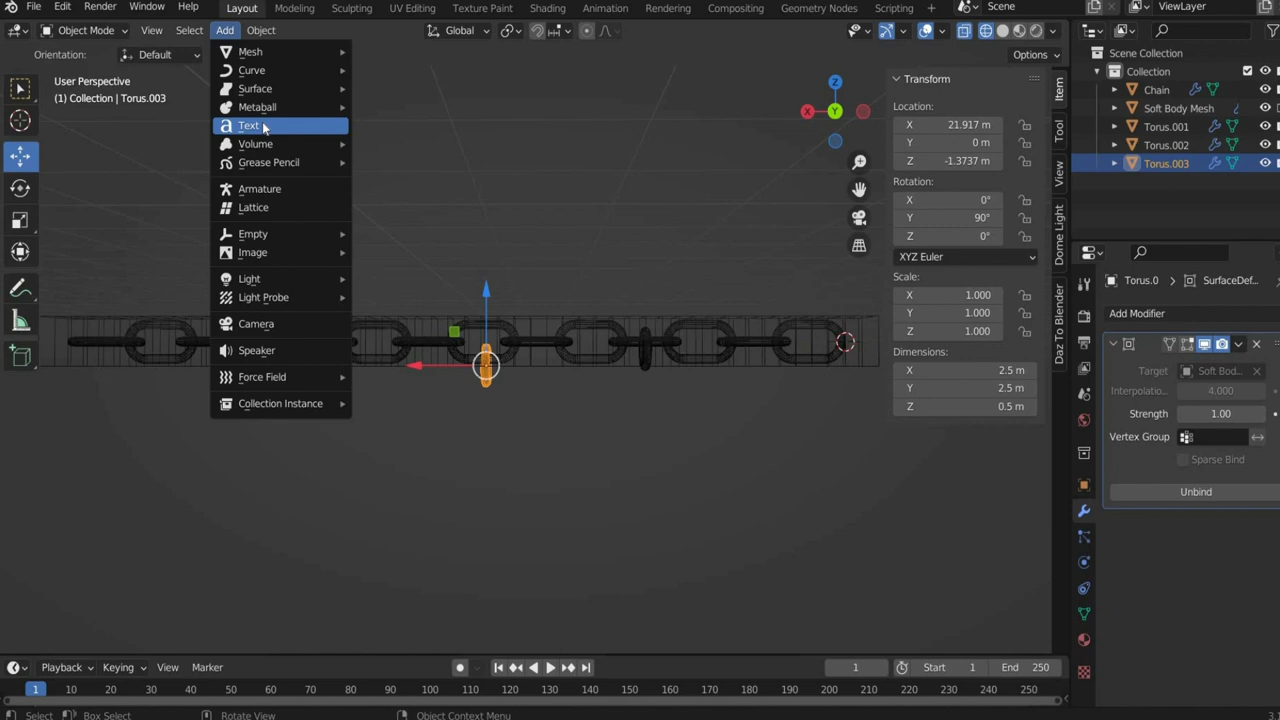 File Edit Render Window Help Layout Modeling Sculpting UV Editing Texture Paint Shading Animation Rendering Compositing Geometry Nodes Scripting Scene ViewLayer
Object Mode View Select Add Object Global Options
Orientation: Default
User Perspective
(1) Collection | Torus.003
Mesh
Curve
Surface
Metaball
Text
Volume
Grease Pencil
Armature
Lattice
Empty
Image
Light
Light Probe
Camera
Speaker
Force Field
Collection Instance
Z
X
Y
Transform
Location:
X 21.917 m
Y 0 m
Z -1.3737 m
Rotation:
X 0°
Y 90°
Z 0°
XYZ Euler
Scale:
X 1.000
Y 1.000
Z 1.000
Dimensions:
X 2.5 m
Y 2.5 m
Z 0.5 m
Item
Tool
View
Dome Light
Daz To Blender
Scene Collection
Collection
Chain
Soft Body Mesh
Torus.001
Torus.002
Torus.003
Torus.0 SurfaceDef...
Add Modifier
Target Soft Bod...
Interpolatio... 4.000
Strength 1.00
Vertex Group
Sparse Bind
Unbind
Playback Keying View Marker 1 Start 1 End 250
1 10 20 30 40 50 60 70 80 90 100 110 120 130 140 150 160 170 180 190 200 210 220 230 240 250
Select Box Select Rotate View Object Context Menu